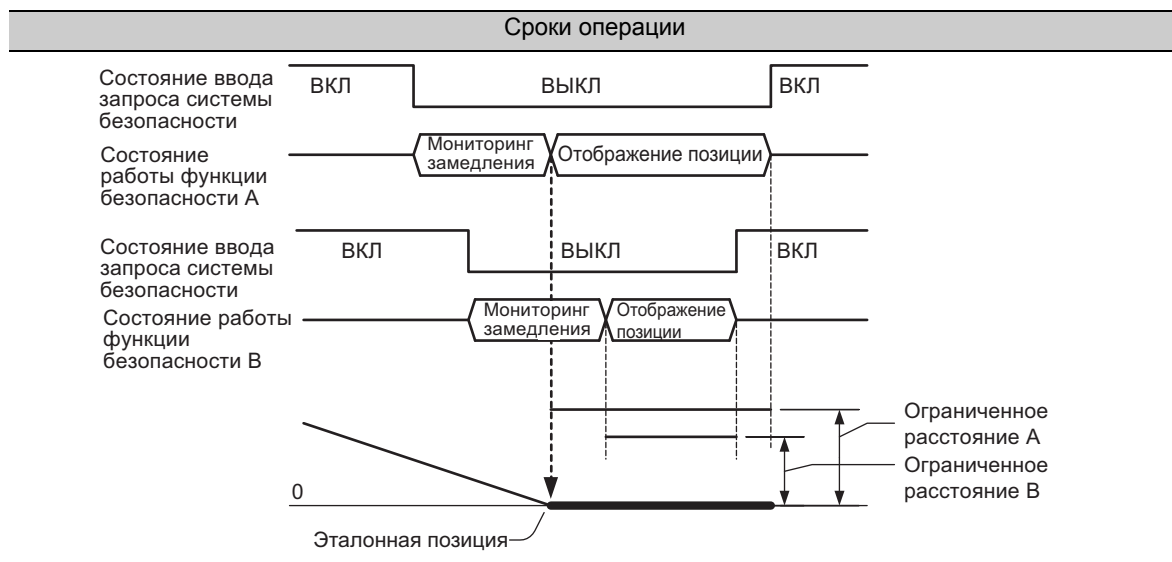 Сроки операции
Состояние ввода
запроса системы
безопасности
ВКЛ
ВЫКЛ
ВКЛ
Состояние
работы функции
безопасности А
Мониторинг
замедления
Отображение позиции
Состояние ввода
запроса системы
безопасности
ВКЛ
ВЫКЛ
ВКЛ
Состояние работы
функции
безопасности В
Мониторинг
замедления
Отображение
позиции
Ограниченное
расстояние А
Ограниченное
расстояние В
0
Эталонная позиция